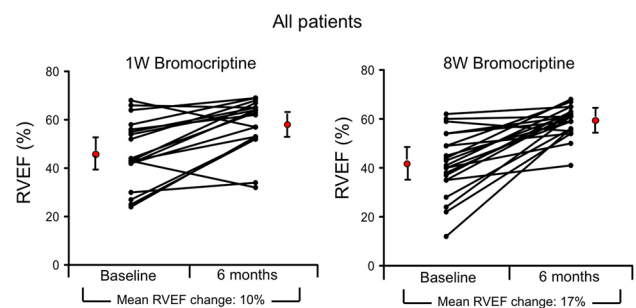 All patients
1W Bromocriptine
80
60
40
20
0
RVEF (%)
Baseline
6 months
Mean RVEF change: 10%
8W Bromocriptine
80
60
40
20
0
RVEF (%)
Baseline
6 months
Mean RVEF change: 17%